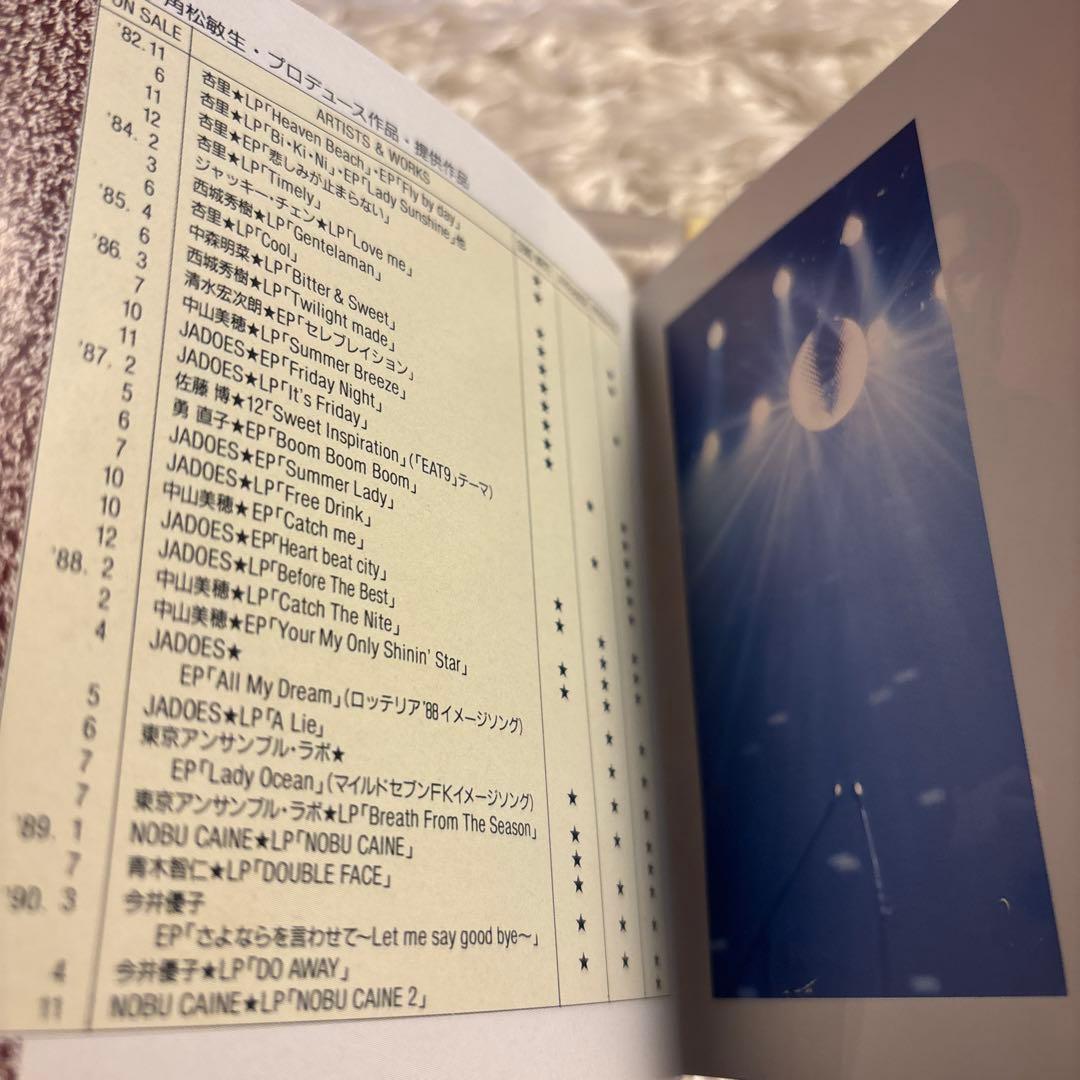 角松敏生・プロデュース作品・提供作品
ON SALE ARTISTS & WORKS
'82. 11 杏里★LP「Heaven Beach」・EP「Fly by day」
6 杏里★LP「Bi・Ki・Ni」・EP「Lady Sunshine」他
11 杏里★EP「悲しみが止まらない」
12 杏里★LP「Timely」
'84. 2 ジャッキー・チェン★LP「Love me」
3 西城秀樹★LP「Gentelaman」
6 杏里★LP「Cool」
'85. 4 中森明菜★LP「Bitter & Sweet」
6 西城秀樹★LP「Twilight made」
'86. 3 清水宏次朗★EP「セレブレイション」
7 中山美穂★LP「Summer Breeze」
10 JADOES★EP「Friday Night」
11 JADOES★LP「It's Friday」
'87. 2 佐藤 博★12「Sweet Inspiration」(「EAT9」テーマ)
5 勇 直子★EP「Boom Boom Boom」
6 JADOES★EP「Summer Lady」
7 JADOES★LP「Free Drink」
10 中山美穂★EP「Catch me」
10 JADOES★EP「Heart beat city」
12 JADOES★LP「Before The Best」
'88. 2 中山美穂★LP「Catch The Nite」
2 中山美穂★EP「Your My Only Shinin' Star」
4 JADOES★
EP「All My Dream」(ロッテリア'88イメージソング)
5 JADOES★LP「A Lie」
6 東京アンサンブル・ラボ★
7 EP「Lady Ocean」(マイルドセブンFKイメージソング)
7 東京アンサンブル・ラボ★LP「Breath From The Season」
'89. 1 NOBU CAINE★LP「NOBU CAINE」
7 青木智仁★LP「DOUBLE FACE」
'90. 3 今井優子
EP「さよならを言わせて〜Let me say good bye〜」
4 今井優子★LP「DO AWAY」
11 NOBU CAINE★LP「NOBU CAINE 2」